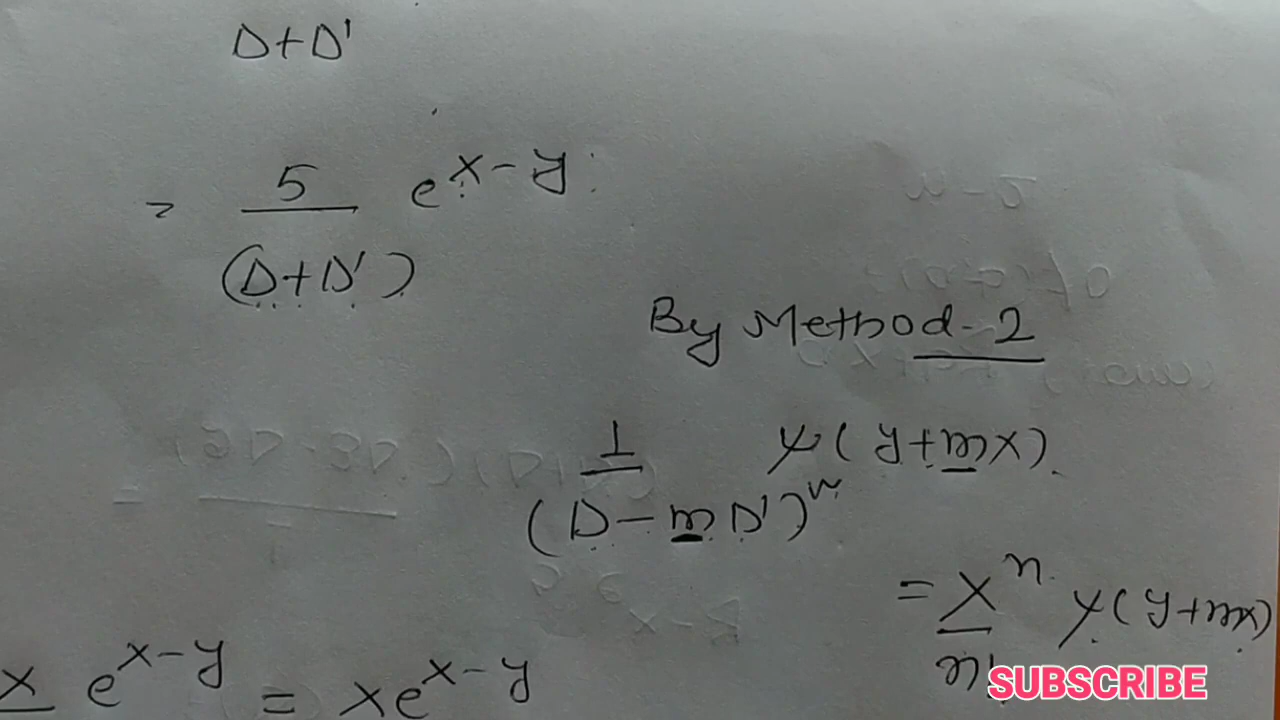 D+D'
= 5/(D+D') e^{x-y}
By Method-2
1/(D-mD')^n ψ(y+mx).
= x^n/n! ψ(y+mx)
x e^{x-y} = xe^{x-y}
SUBSCRIBE